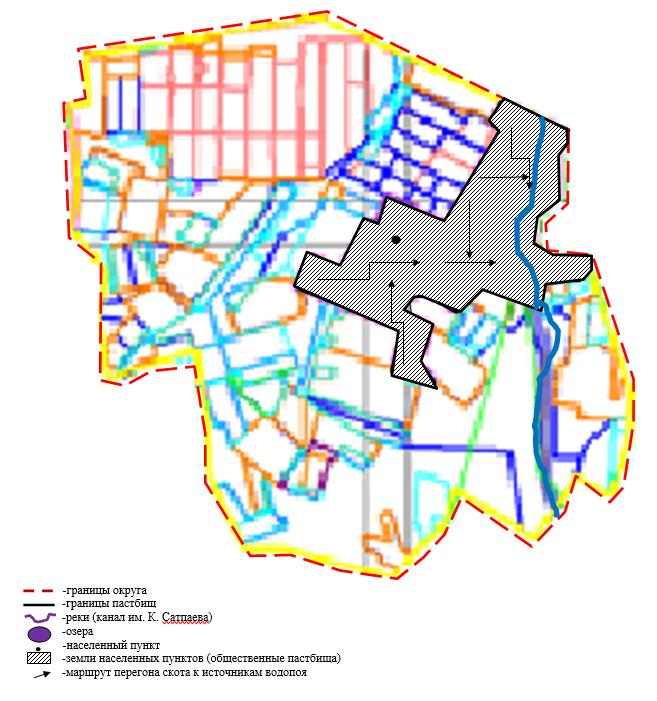 -границы округа
-границы пастбищ
-реки (канал им. К. Сатпаева)
-озера
-населенный пункт
-земли населенных пунктов (общественные пастбища)
-маршрут перегона скота к источникам водопоя